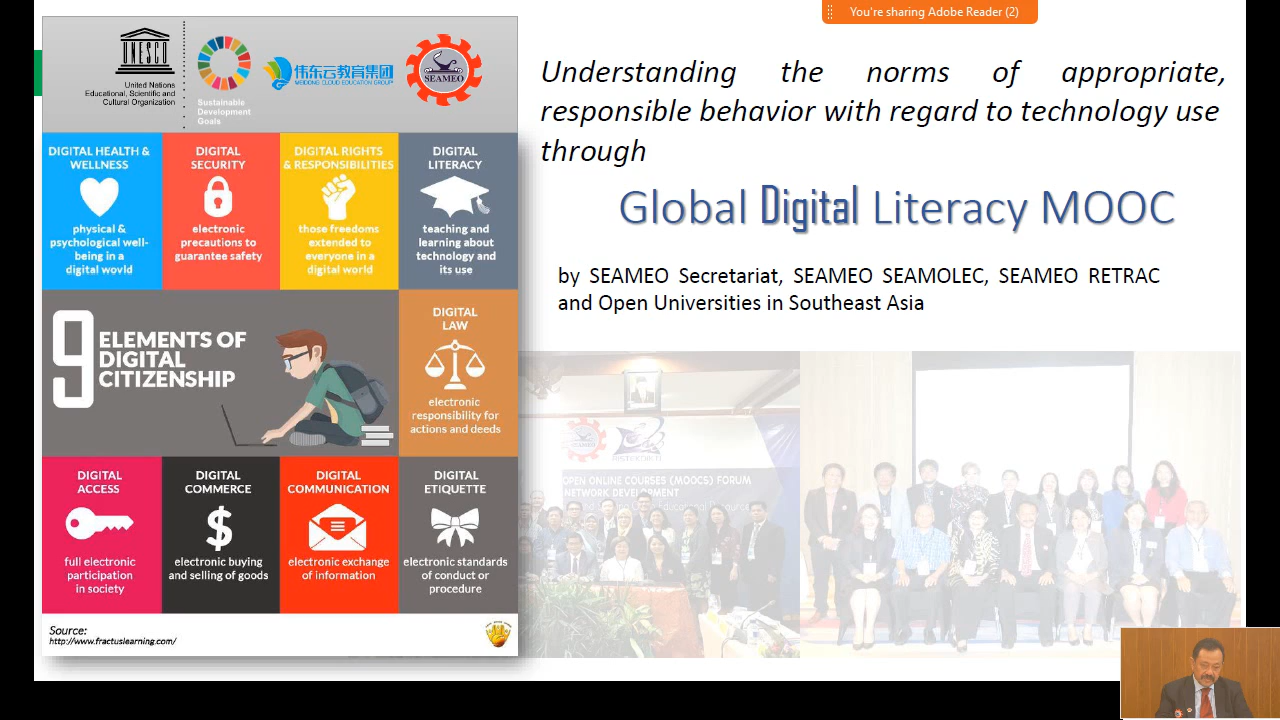 You're sharing Adobe Reader (2)
UNESCO
United Nations
Educational, Scientific and
Cultural Organization
Sustainable
Development
Goals
伟东云教育集团
WEIDONG CLOUD EDUCATION GROUP
SEAMEO
Understanding the norms of appropriate,
responsible behavior with regard to technology use
through
Global Digital Literacy MOOC
by SEAMEO Secretariat, SEAMEO SEAMOLEC, SEAMEO RETRAC
and Open Universities in Southeast Asia
DIGITAL HEALTH &
WELLNESS
physical &
psychological well-
being in a
digital wovld
DIGITAL
SECURITY
electronic
precautions to
guarantee safety
DIGITAL RIGHTS
& RESPONSIBILITIES
those freedoms
extended to
everyone in a
digital world
DIGITAL
LITERACY
teaching and
learning about
technology and
its use
9
ELEMENTS OF
DIGITAL
CITIZENSHIP
DIGITAL
LAW
electronic
responsibility for
actions and deeds
DIGITAL
ACCESS
full electronic
participation
in society
DIGITAL
COMMERCE
$
electronic buying
and selling of goods
DIGITAL
COMMUNICATION
electronic exchange
of information
DIGITAL
ETIQUETTE
electronic standards
of conduct or
procedure
Source:
http://www.fractuslearning.com/
SEAMEO
OPEN ONLINE COURSES (MOOCS) FORUM
NETWORK DEVELOPMENT